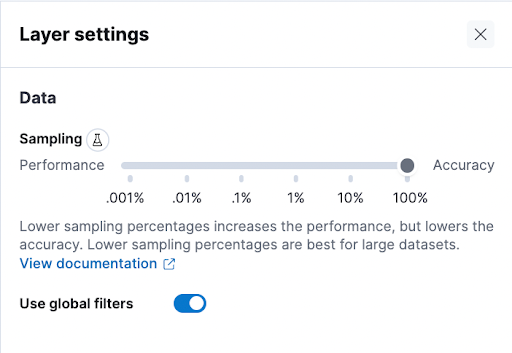 Layer settings
Data
Sampling
Performance Accuracy
.001% .01% .1% 1% 10% 100%
Lower sampling percentages increases the performance, but lowers the
accuracy. Lower sampling percentages are best for large datasets.
View documentation
Use global filters